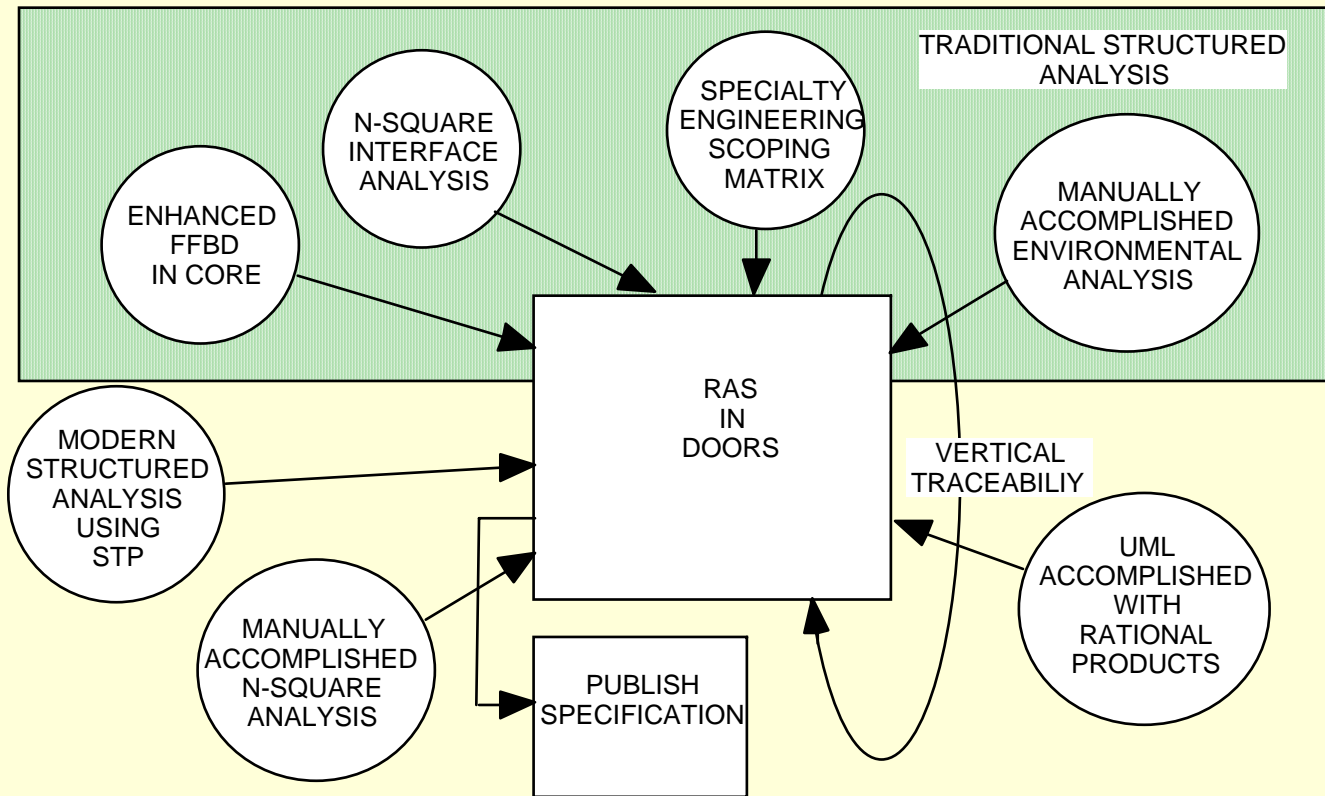 TRADITIONAL STRUCTURED
ANALYSIS
SPECIALTY
ENGINEERING
SCOPING
MATRIX
N-SQUARE
INTERFACE
ANALYSIS
MANUALLY
ACCOMPLISHED
ENVIRONMENTAL
ANALYSIS
ENHANCED
FFBD
IN CORE
RAS
IN
DOORS
MODERN
STRUCTURED
ANALYSIS
USING
STP
VERTICAL
TRACEABILIY
UML
ACCOMPLISHED
WITH
RATIONAL
PRODUCTS
MANUALLY
ACCOMPLISHED
N-SQUARE
ANALYSIS
PUBLISH
SPECIFICATION